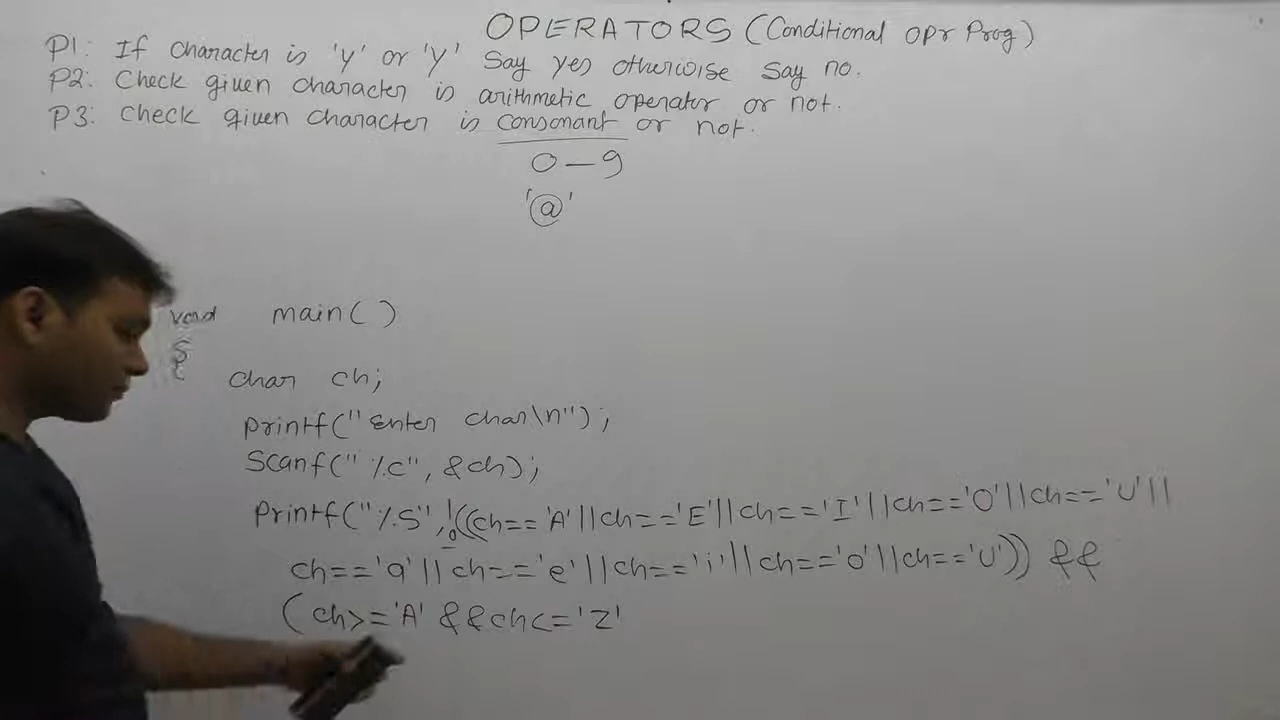 OPERATORS (Conditional opr Prog)
P1: If character is 'y' or 'Y' Say yes otherwise Say no.
P2: Check given character is arithmetic operator or not.
P3: Check given character is consonant or not.
0 — 9
'@'
void main( )
{
char ch;
printf("Enter char\n");
Scanf("%c", &ch);
Printf("%s", !((ch=='A'||ch=='E'||ch=='I'||ch=='O'||ch=='U'||
ch=='a'||ch=='e'||ch=='i'||ch=='o'||ch=='u')) &&
(ch>='A' &&ch<='Z'